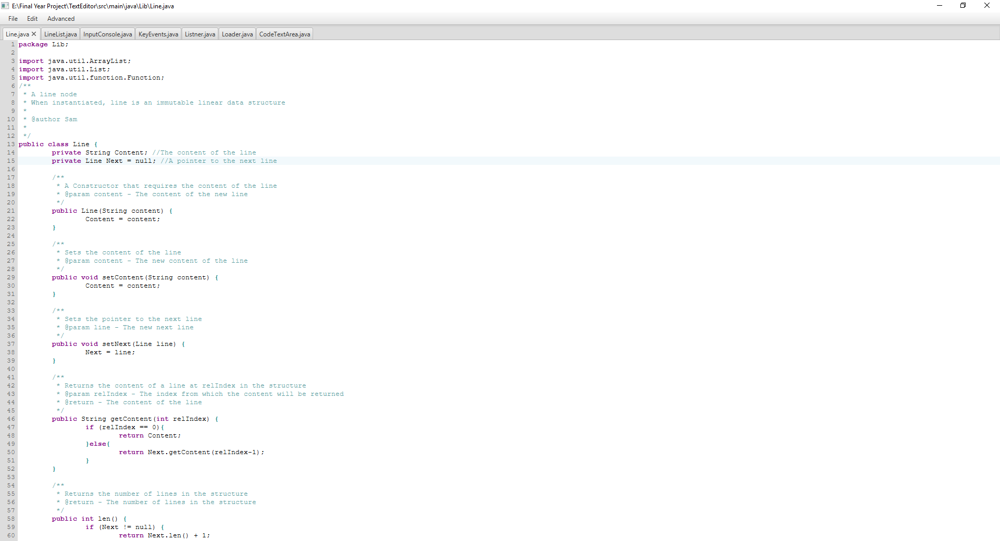 E:\Final Year Project\TextEditor\src\main\java\Lib\Line.java
File Edit Advanced
Line.java LineList.java InputConsole.java KeyEvents.java Listner.java Loader.java CodeTextArea.java
1 package Lib;
2
3 import java.util.ArrayList;
4 import java.util.List;
5 import java.util.function.Function;
6 /**
7  * A line node
8  * When instantiated, line is an immutable linear data structure
9  *
10  * @author Sam
11  *
12  */
13 public class Line {
14         private String Content; //The content of the line
15         private Line Next = null; //A pointer to the next line
16
17         /**
18          * A Constructor that requires the content of the line
19          * @param content - The content of the new line
20          */
21         public Line(String content) {
22                 Content = content;
23         }
24
25         /**
26          * Sets the content of the line
27          * @param content - The new content of the line
28          */
29         public void setContent(String content) {
30                 Content = content;
31         }
32
33         /**
34          * Sets the pointer to the next line
35          * @param line - The new next line
36          */
37         public void setNext(Line line) {
38                 Next = line;
39         }
40
41         /**
42          * Returns the content of a line at relIndex in the structure
43          * @param relIndex - The index from which the content will be returned
44          * @return - The content of the line
45          */
46         public String getContent(int relIndex) {
47                 if (relIndex == 0){
48                         return Content;
49                 }else{
50                         return Next.getContent(relIndex-1);
51                 }
52         }
53
54         /**
55          * Returns the number of lines in the structure
56          * @return - The number of lines in the structure
57          */
58         public int len() {
59                 if (Next != null) {
60                         return Next.len() + 1;